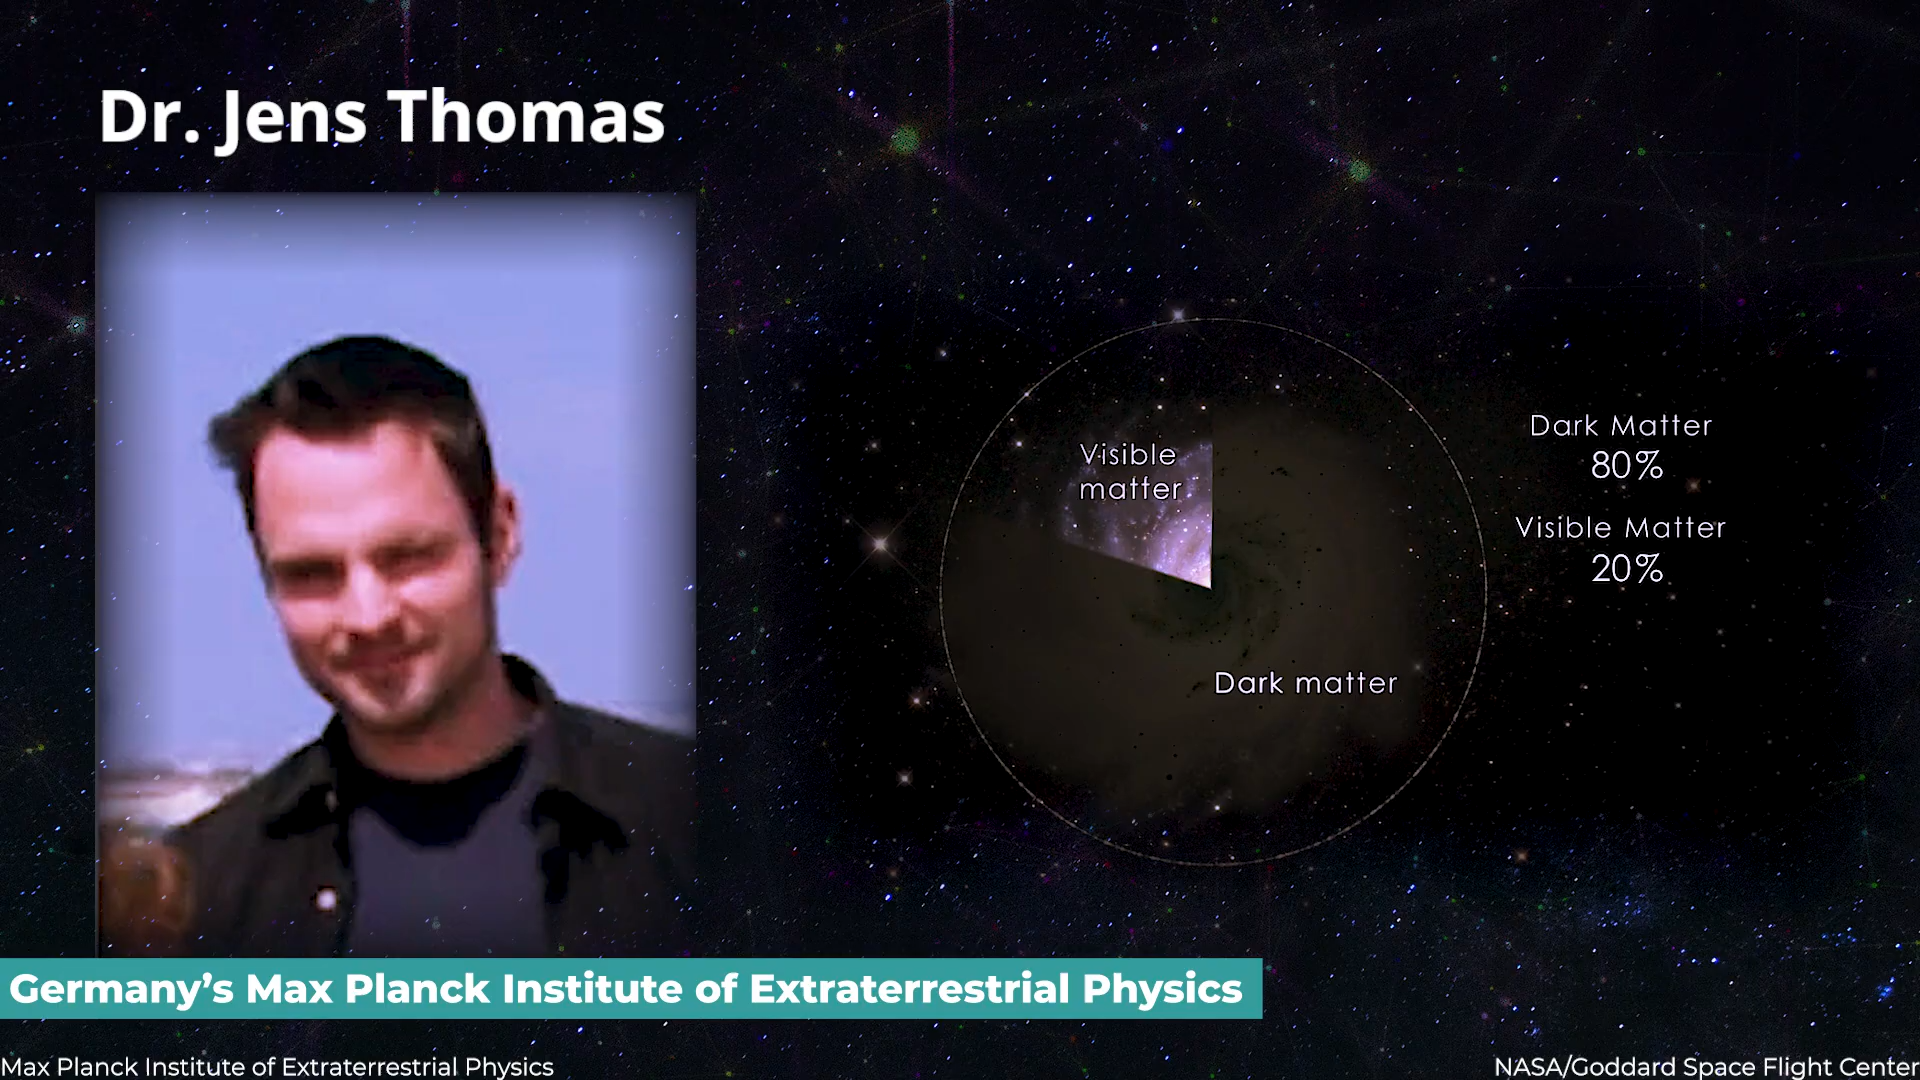 Dr. Jens Thomas
Visible
matter
Dark matter
Dark Matter
80%
Visible Matter
20%
Germany's Max Planck Institute of Extraterrestrial Physics
Max Planck Institute of Extraterrestrial Physics
NASA/Goddard Space Flight Center